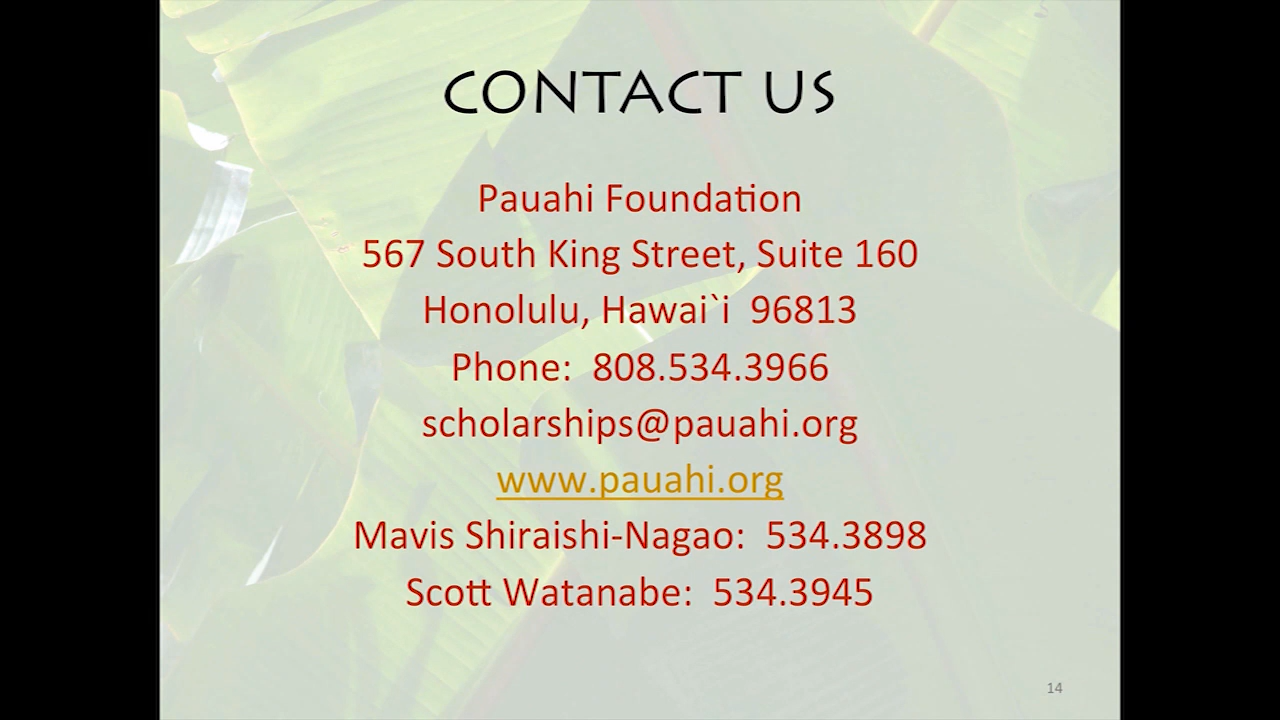 CONTACT US
Pauahi Foundation
567 South King Street, Suite 160
Honolulu, Hawai`i  96813
Phone:  808.534.3966
scholarships@pauahi.org
www.pauahi.org
Mavis Shiraishi-Nagao:  534.3898
Scott Watanabe:  534.3945
14